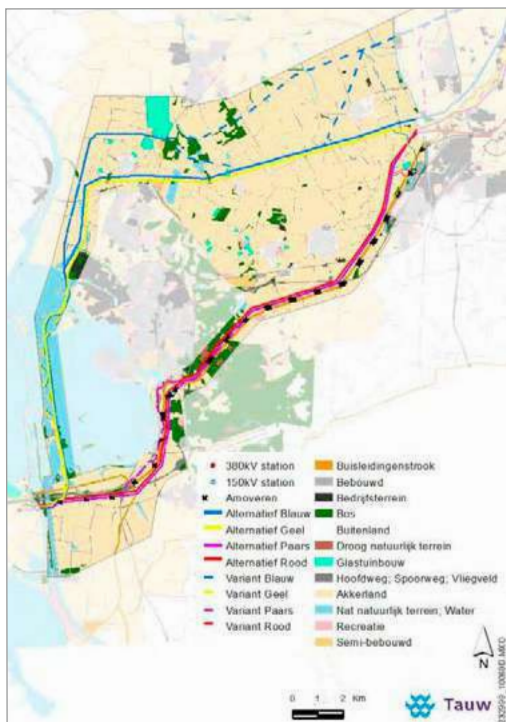 380kV station
150kV station
Amoveren
Alternatief Blauw
Alternatief Geel
Alternatief Paars
Alternatief Rood
Variant Blauw
Variant Geel
Variant Paars
Variant Rood
Buisleidingenstrook
Bebouwd
Bedrijfsterrein
Bos
Buitenland
Droog natuurlijk terrein
Glastuinbouw
Hoofdweg; Spoorweg; Vliegveld
Akkerland
Nat natuurlijk terrein; Water
Recreatie
Semi-bebouwd
N
0 1 2 Km
Tauw